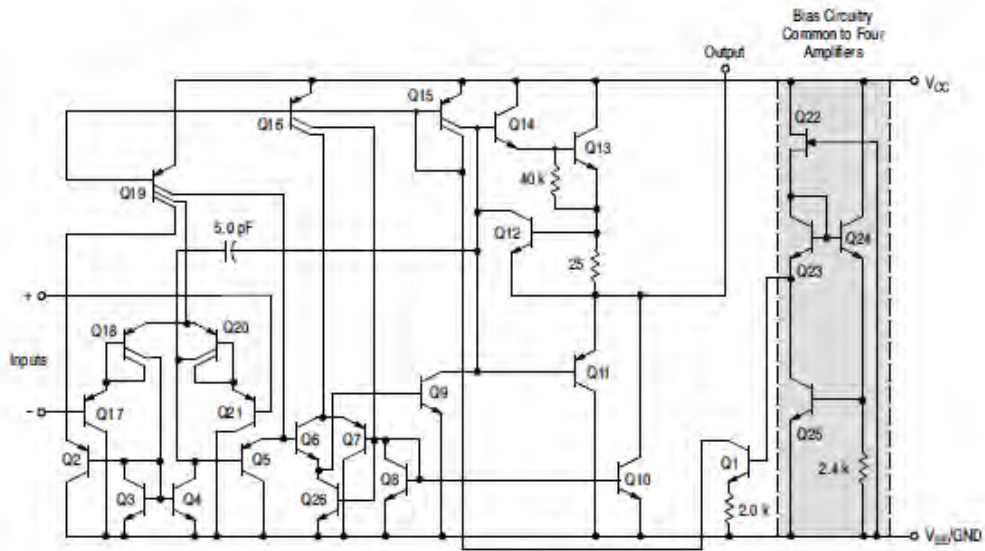 Bias Circuitry
Common to Four
Amplifiers
Output
VCC
Q22
Q15
Q16
Q14
Q13
Q19
40 k
5.0 pF
Q12
Q24
Q23
25
+
Q18
Q20
Inputs
Q9
Q11
–
Q17
Q21
Q25
Q2
Q5
Q6
Q7
Q1
Q3
Q4
Q8
Q10
2.4 k
Q26
2.0 k
VEE/GND